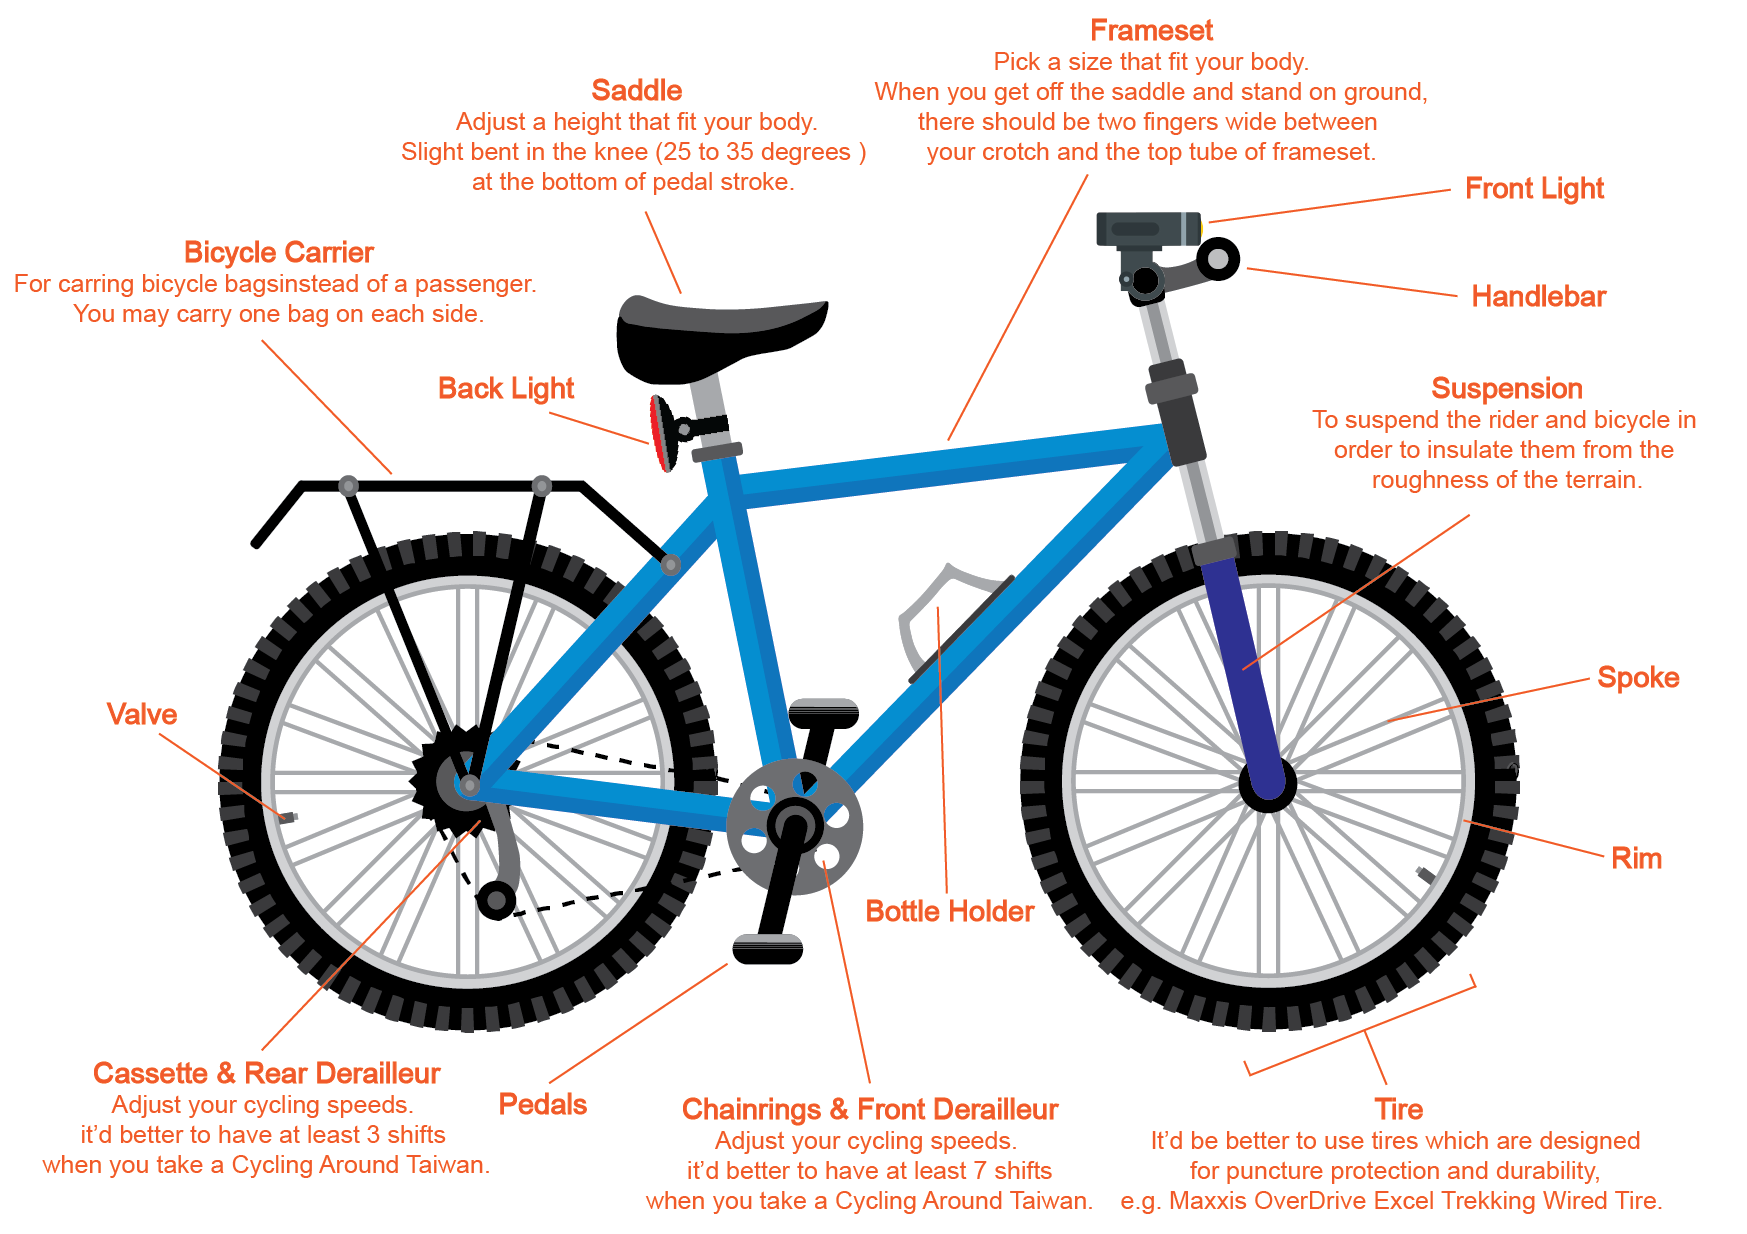 Frameset
Pick a size that fit your body.
When you get off the saddle and stand on ground,
there should be two fingers wide between
your crotch and the top tube of frameset.
Saddle
Adjust a height that fit your body.
Slight bent in the knee (25 to 35 degrees )
at the bottom of pedal stroke.
Front Light
Bicycle Carrier
For carring bicycle bagsinstead of a passenger.
You may carry one bag on each side.
Handlebar
Back Light
Suspension
To suspend the rider and bicycle in
order to insulate them from the
roughness of the terrain.
Spoke
Valve
Rim
Bottle Holder
Cassette & Rear Derailleur
Adjust your cycling speeds.
it’d better to have at least 3 shifts
when you take a Cycling Around Taiwan.
Pedals
Chainrings & Front Derailleur
Adjust your cycling speeds.
it’d better to have at least 7 shifts
when you take a Cycling Around Taiwan.
Tire
It’d be better to use tires which are designed
for puncture protection and durability,
e.g. Maxxis OverDrive Excel Trekking Wired Tire.